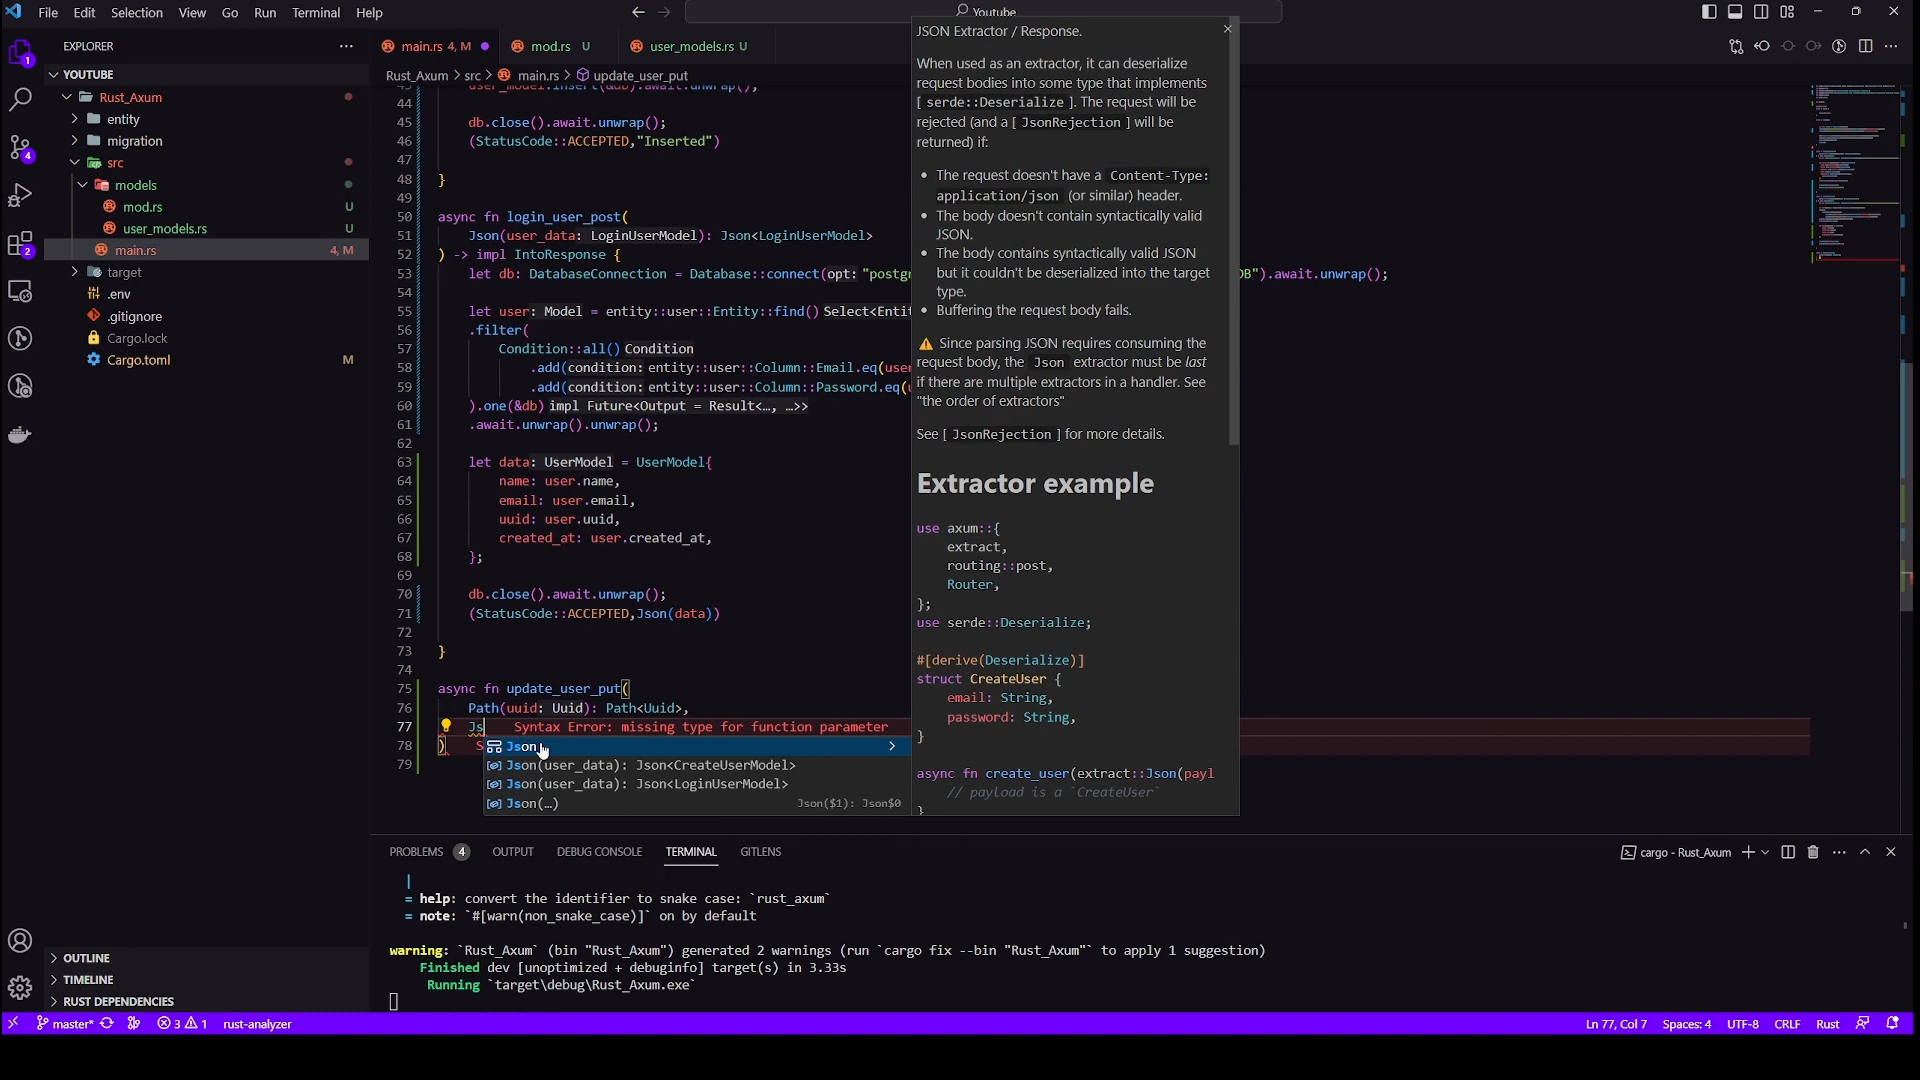 File Edit Selection View Go Run Terminal Help
Youtube
EXPLORER
YOUTUBE
Rust_Axum
entity
migration
src
models
mod.rs U
user_models.rs U
main.rs 4, M
target
.env
.gitignore
Cargo.lock
Cargo.toml M
OUTLINE
TIMELINE
RUST DEPENDENCIES
1
4
2
main.rs 4, M
mod.rs U
user_models.rs U
Rust_Axum > src > main.rs > update_user_put
44
45 db.close().await.unwrap();
46 (StatusCode::ACCEPTED,"Inserted")
47
48 }
49
50 async fn login_user_post(
51 Json(user_data: LoginUserModel): Json<LoginUserModel>
52 ) -> impl IntoResponse {
53 let db: DatabaseConnection = Database::connect(opt: "postgr DB").await.unwrap();
54
55 let user: Model = entity::user::Entity::find() Select<Enti
56 .filter(
57 Condition::all() Condition
58 .add(condition: entity::user::Column::Email.eq(use
59 .add(condition: entity::user::Column::Password.eq(u
60 ).one(&db) impl Future<Output = Result<…, …>>
61 .await.unwrap().unwrap();
62
63 let data: UserModel = UserModel{
64 name: user.name,
65 email: user.email,
66 uuid: user.uuid,
67 created_at: user.created_at,
68 };
69
70 db.close().await.unwrap();
71 (StatusCode::ACCEPTED,Json(data))
72
73 }
74
75 async fn update_user_put(
76 Path(uuid: Uuid): Path<Uuid>,
77 Js Syntax Error: missing type for function parameter
78 ) S
79
Json
Json(user_data): Json<CreateUserModel>
Json(user_data): Json<LoginUserModel>
Json(…) Json($1): Json$0
JSON Extractor / Response.
When used as an extractor, it can deserialize
request bodies into some type that implements
[ serde::Deserialize ]. The request will be
rejected (and a [ JsonRejection ] will be
returned) if:
• The request doesn't have a Content-Type:
application/json (or similar) header.
• The body doesn't contain syntactically valid
JSON.
• The body contains syntactically valid JSON
but it couldn't be deserialized into the target
type.
• Buffering the request body fails.
⚠ Since parsing JSON requires consuming the
request body, the Json extractor must be last
if there are multiple extractors in a handler. See
"the order of extractors"
See [ JsonRejection ] for more details.
Extractor example
use axum::{
extract,
routing::post,
Router,
};
use serde::Deserialize;
#[derive(Deserialize)]
struct CreateUser {
email: String,
password: String,
}
async fn create_user(extract::Json(payl
// payload is a `CreateUser`
}
PROBLEMS 4 OUTPUT DEBUG CONSOLE TERMINAL GITLENS
cargo - Rust_Axum
|
= help: convert the identifier to snake case: `rust_axum`
= note: `#[warn(non_snake_case)]` on by default
warning: `Rust_Axum` (bin "Rust_Axum") generated 2 warnings (run `cargo fix --bin "Rust_Axum"` to apply 1 suggestion)
Finished dev [unoptimized + debuginfo] target(s) in 3.33s
Running `target\debug\Rust_Axum.exe`
master* 3 1 rust-analyzer
Ln 77, Col 7 Spaces: 4 UTF-8 CRLF Rust